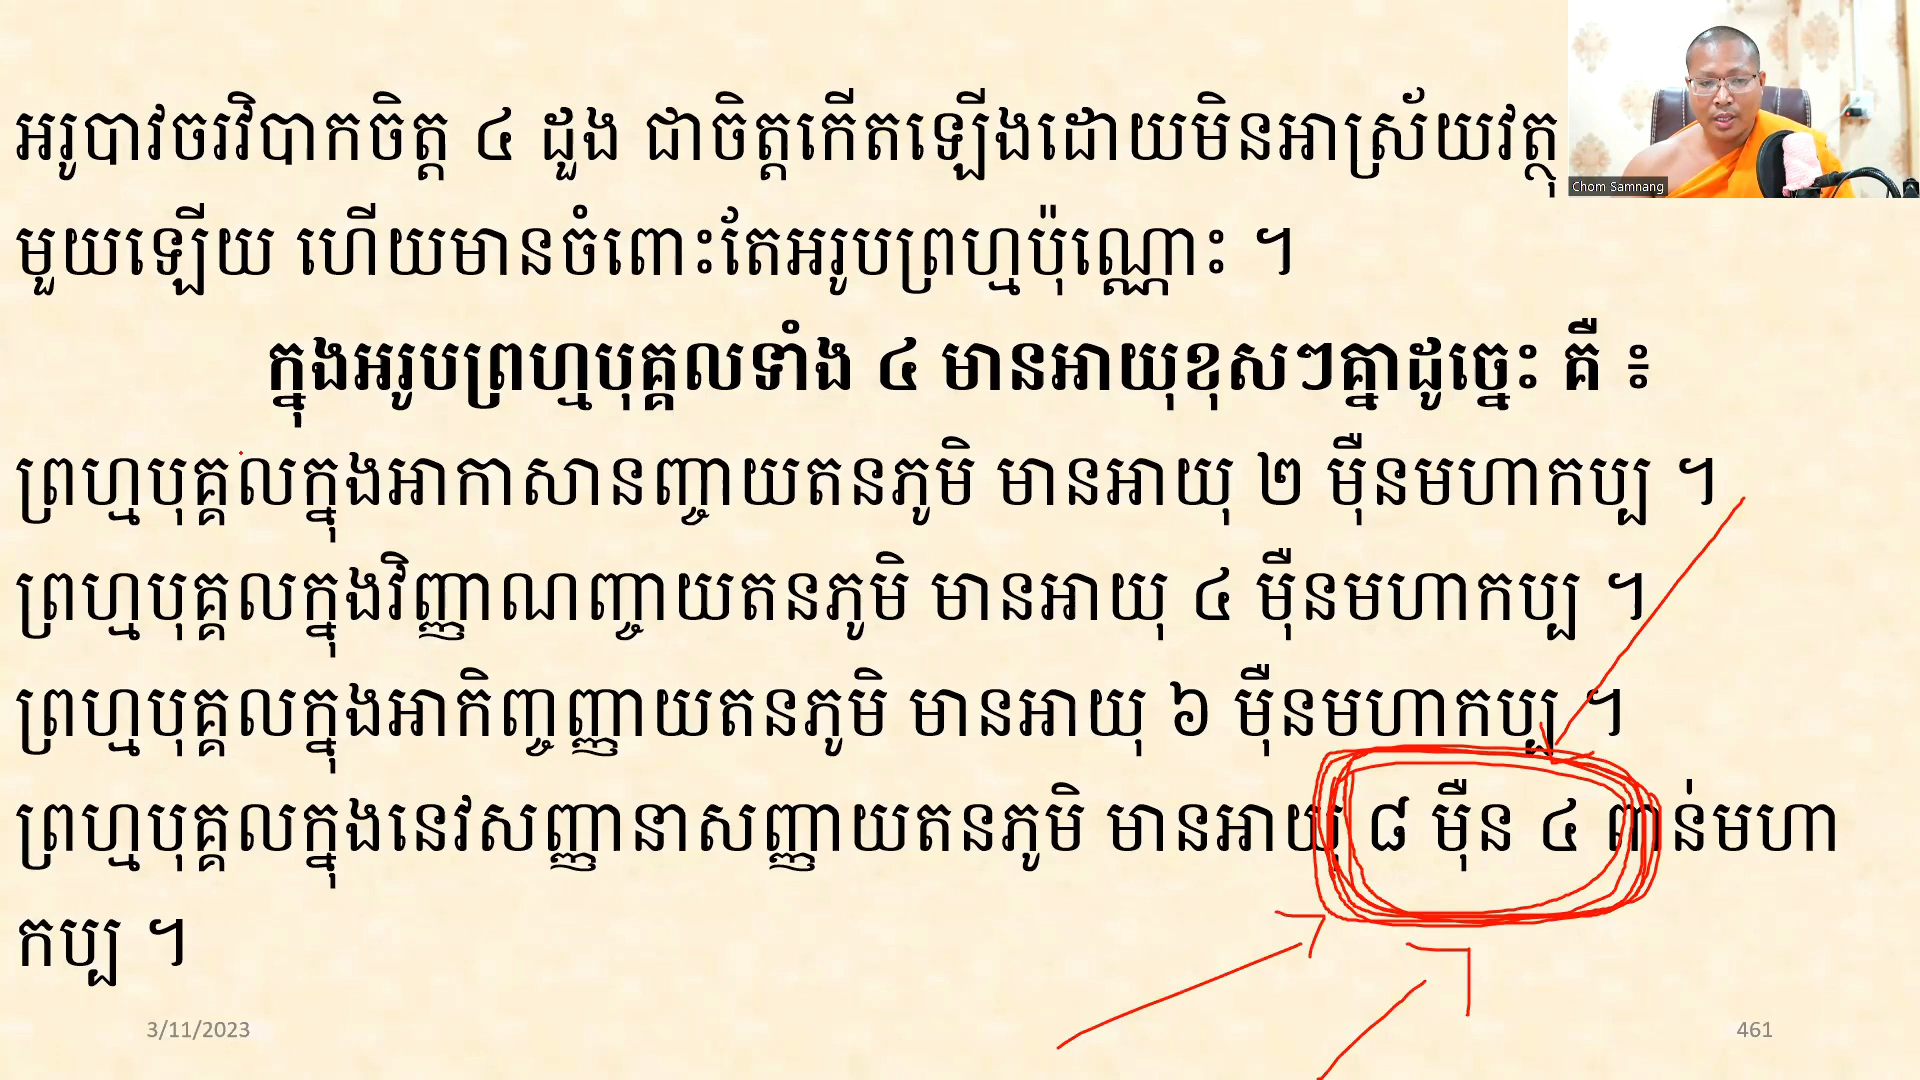 អរូបាវចរវិបាកចិត្ត ៤ ដួង ជាចិត្តកើតឡើងដោយមិនអាស្រ័យវត្ថុ
Chom Samnang
មួយឡើយ ហើយមានចំពោះតែអរូបព្រហ្មប៉ុណ្ណោះ ។
ក្នុងអរូបព្រហ្មបុគ្គលទាំង ៤ មានអាយុខុសៗគ្នាដូច្នេះ គឺ ៖
ព្រហ្មបុគ្គលក្នុងអាកាសានញ្ចាយតនភូមិ មានអាយុ ២ ម៉ឺនមហាកប្ប ។
ព្រហ្មបុគ្គលក្នុងវិញ្ញាណញ្ចាយតនភូមិ មានអាយុ ៤ ម៉ឺនមហាកប្ប ។
ព្រហ្មបុគ្គលក្នុងអាកិញ្ចញ្ញាយតនភូមិ មានអាយុ ៦ ម៉ឺនមហាកប្ប ។
ព្រហ្មបុគ្គលក្នុងនេវសញ្ញានាសញ្ញាយតនភូមិ មានអាយុ ៨ ម៉ឺន ៤ ពាន់មហា
កប្ប ។
3/11/2023
461